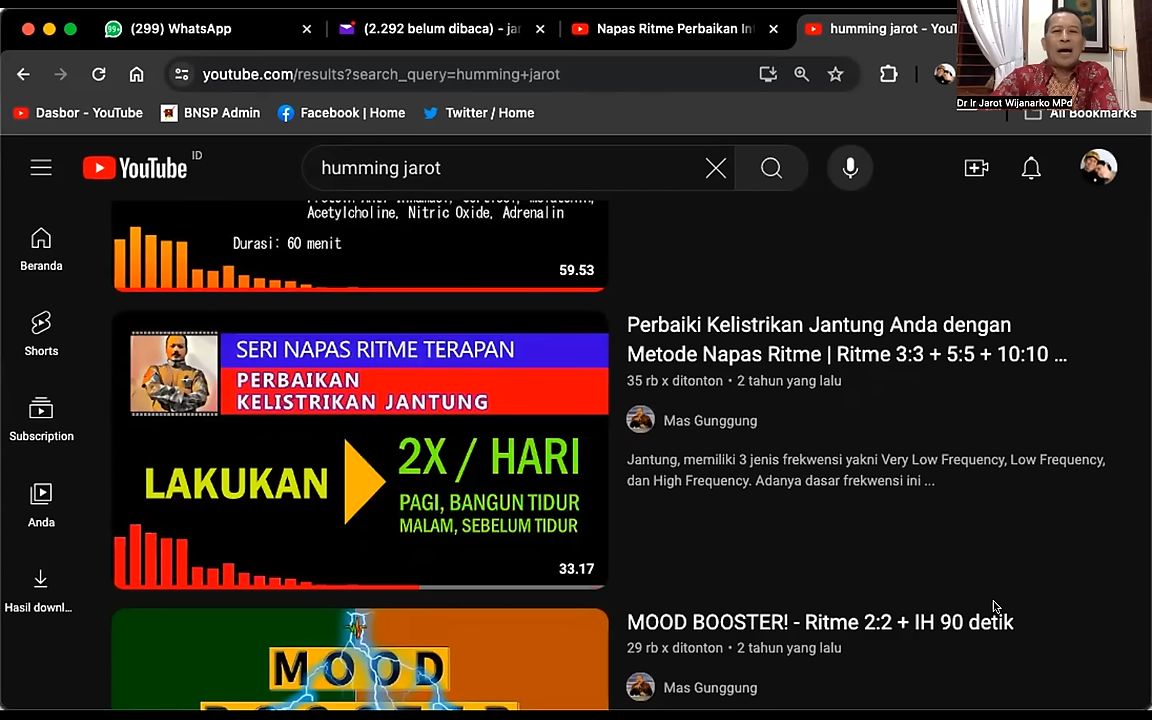 99+
(299) WhatsApp
(2.292 belum dibaca) - jar
Napas Ritme Perbaikan In
humming jarot - YouT
youtube.com/results?search_query=humming+jarot
Dr Ir Jarot Wijanarko MPd
Dasbor - YouTube
BNSP Admin
Facebook | Home
Twitter / Home
All Bookmarks
YouTube ID
humming jarot
Acetylcholine, Nitric Oxide, Adrenalin
Durasi: 60 menit
59.53
Beranda
Shorts
Subscription
Anda
Hasil downl...
SERI NAPAS RITME TERAPAN
PERBAIKAN
KELISTRIKAN JANTUNG
LAKUKAN
2X / HARI
PAGI, BANGUN TIDUR
MALAM, SEBELUM TIDUR
33.17
Perbaiki Kelistrikan Jantung Anda dengan
Metode Napas Ritme | Ritme 3:3 + 5:5 + 10:10 ...
35 rb x ditonton • 2 tahun yang lalu
Mas Gunggung
Jantung, memiliki 3 jenis frekwensi yakni Very Low Frequency, Low Frequency,
dan High Frequency. Adanya dasar frekwensi ini ...
MOOD
MOOD BOOSTER! - Ritme 2:2 + IH 90 detik
29 rb x ditonton • 2 tahun yang lalu
Mas Gunggung